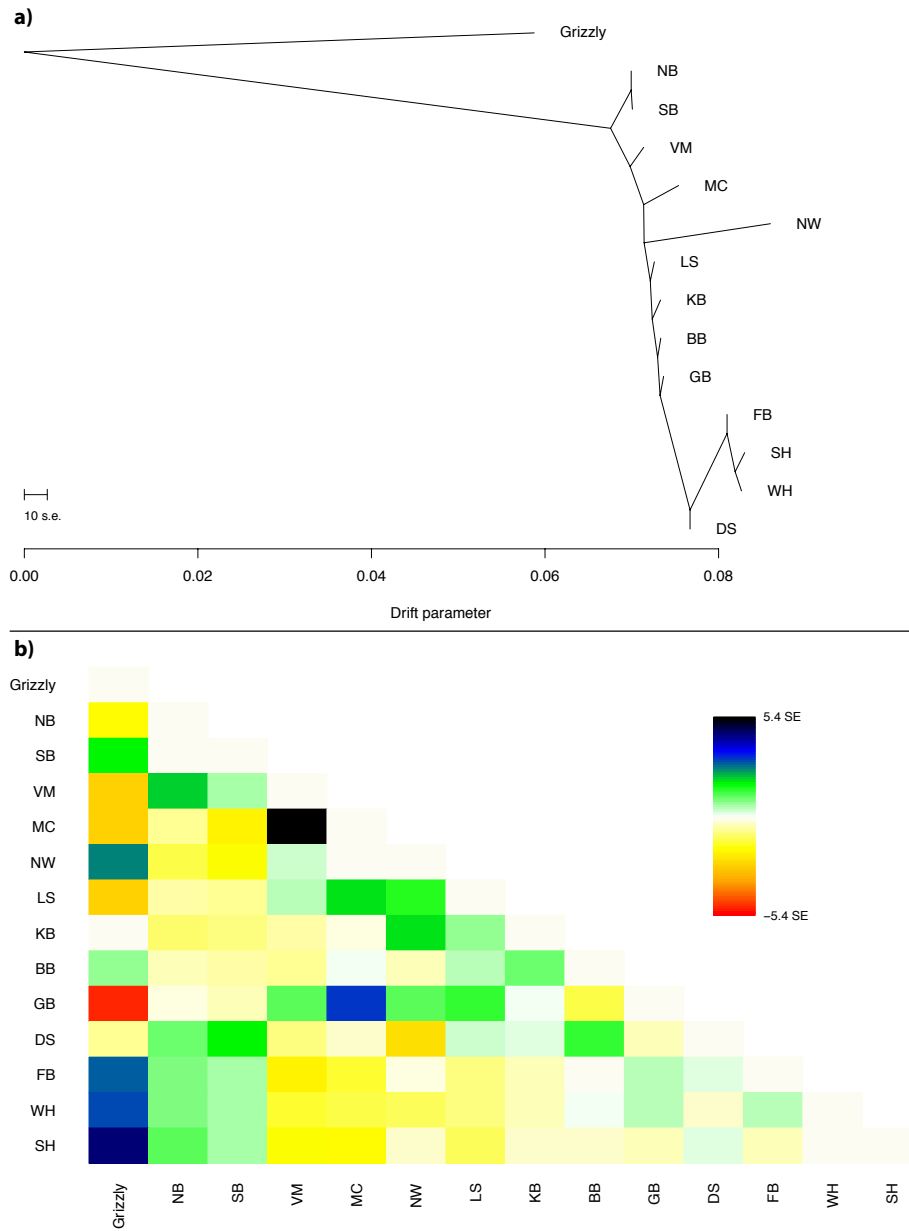 a)
Grizzly
NB
SB
VM
MC
NW
LS
KB
BB
GB
FB
SH
WH
DS
10 s.e.
0.00 0.02 0.04 0.06 0.08
Drift parameter
b)
Grizzly
NB
SB
VM
MC
NW
LS
KB
BB
GB
DS
FB
WH
SH
5.4 SE
−5.4 SE
Grizzly NB SB VM MC NW LS KB BB GB DS FB WH SH